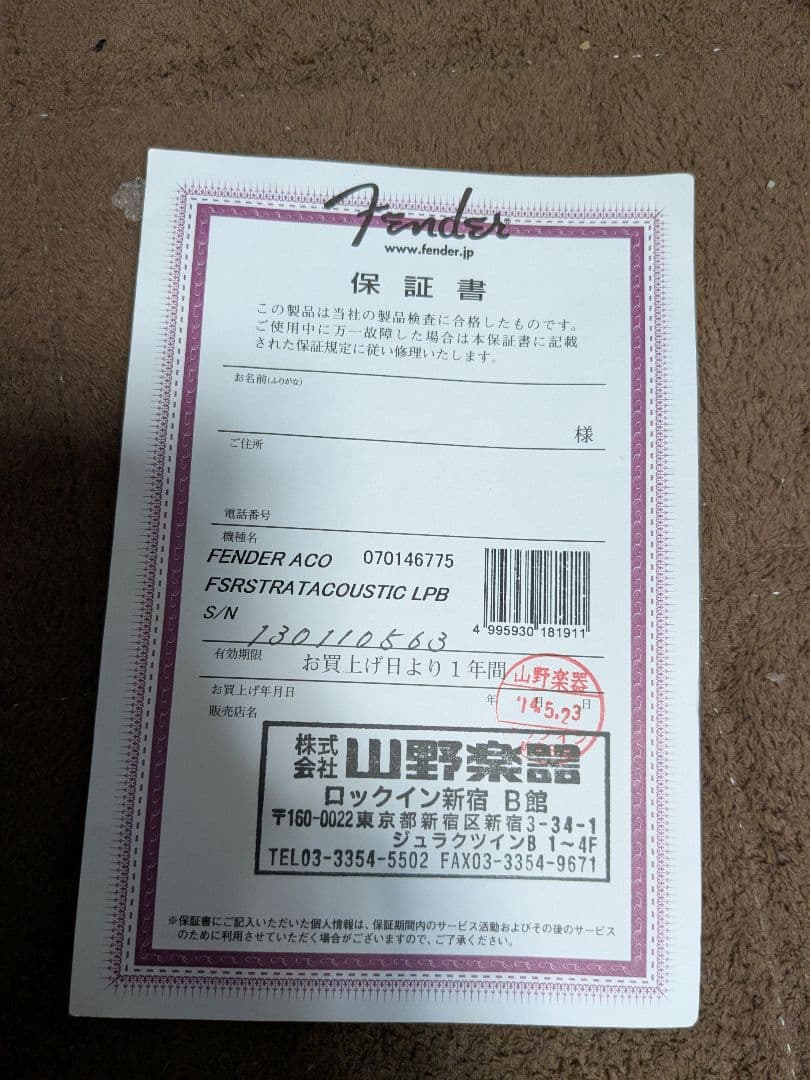 Fender®
www.fender.jp
保証書
この製品は当社の製品検査に合格したものです。
ご使用中に万一故障した場合は本保証書に記載
された保証規定に従い修理いたします。
お名前(ふりがな)
様
ご住所
電話番号
機種名
FENDER ACO 070146775
FSRSTRATACOUSTIC LPB
S/N
4 995930 181911
130110563
有効期限 お買上げ日より1年間
お買上げ年月日 年 月 日
山野楽器
'14.5.23
販売店名
株式会社 山野楽器
ロックイン新宿 B館
〒160-0022東京都新宿区新宿3-34-1
ジュラクツインB 1~4F
TEL03-3354-5502 FAX03-3354-9671
※保証書にご記入いただいた個人情報は、保証期間内のサービス活動およびその後のサービス
のために利用させていただく場合がございますので、ご了承ください。